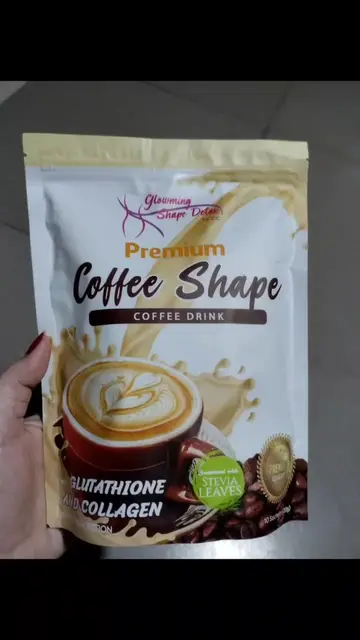 Glowming
Shape Detox
Premium
Coffee Shape
COFFEE DRINK
GLUTATHIONE
AND COLLAGEN
Sweetened with
STEVIA
LEAVES